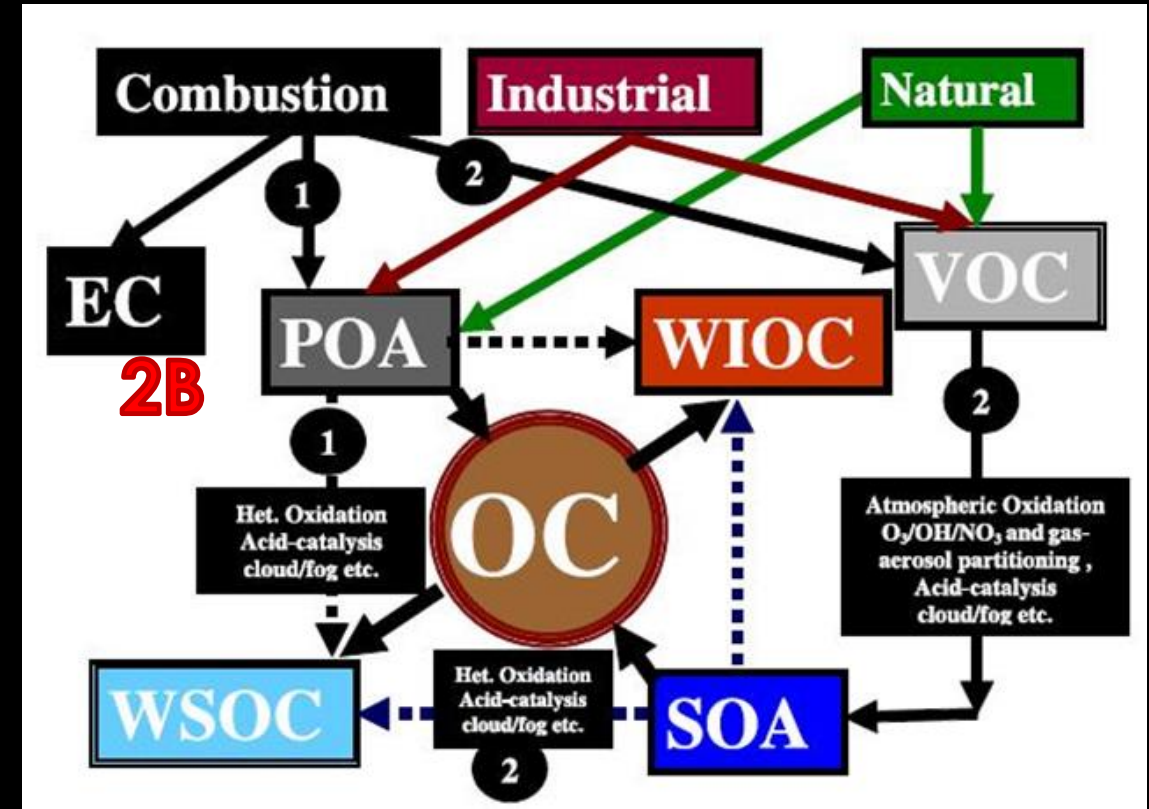 Combustion
Industrial
Natural
1
2
EC
2B
POA
WIOC
VOC
1
2
Het. Oxidation
Acid-catalysis
cloud/fog etc.
OC
Atmospheric Oxidation
O₃/OH/NO₃ and gas-
aerosol partitioning ,
Acid-catalysis
cloud/fog etc.
WSOC
Het. Oxidation
Acid-catalysis
cloud/fog etc.
2
SOA